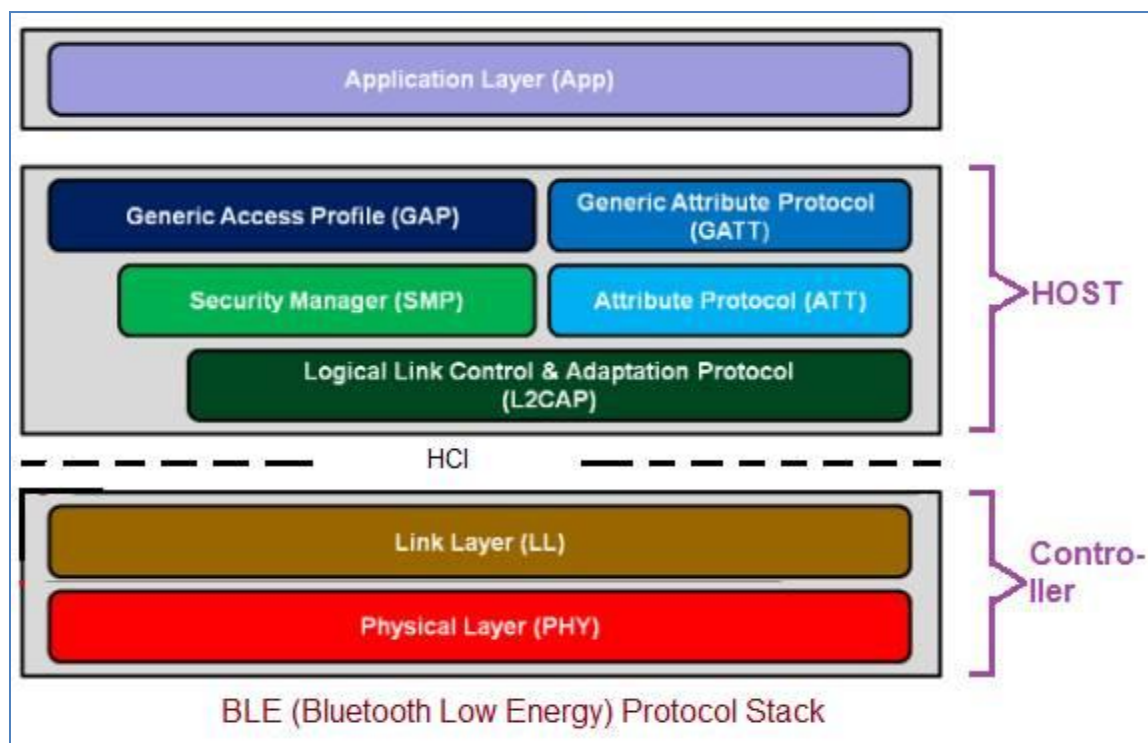 Application Layer (App)
Generic Access Profile (GAP)
Generic Attribute Protocol
(GATT)
Security Manager (SMP)
Attribute Protocol (ATT)
Logical Link Control & Adaptation Protocol
(L2CAP)
HOST
HCI
Link Layer (LL)
Physical Layer (PHY)
Contro-
ller
BLE (Bluetooth Low Energy) Protocol Stack